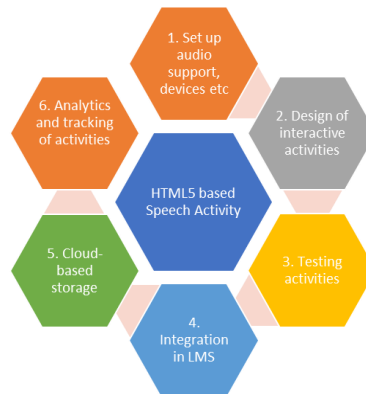 1. Set up
audio
support,
devices etc
2. Design of
interactive
activities
3. Testing
activities
4.
Integration
in LMS
5. Cloud-
based
storage
6. Analytics
and tracking
of activities
HTML5 based
Speech Activity